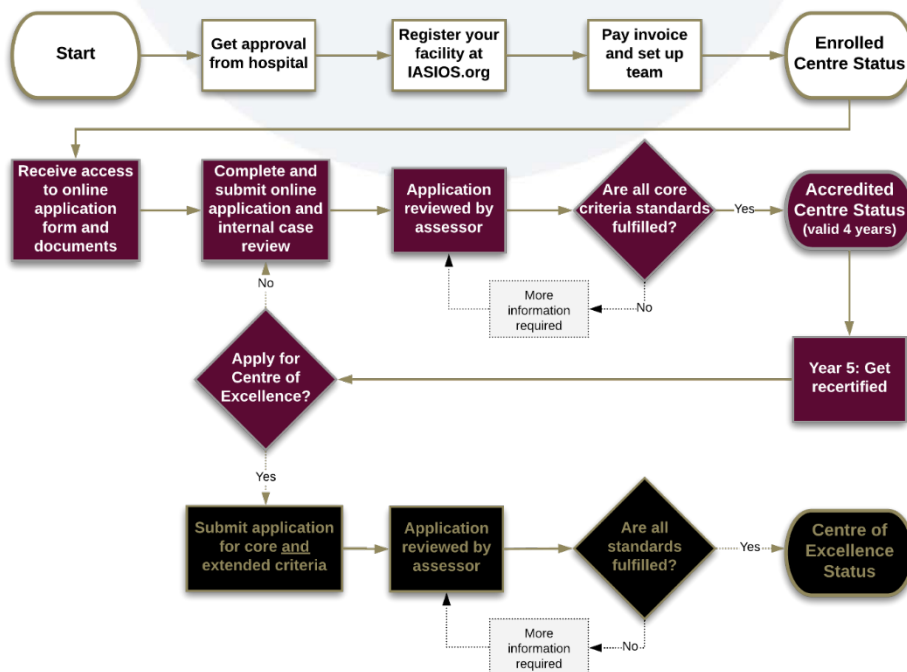 Start
Get approval
from hospital
Register your
facility at
IASIOS.org
Pay invoice
and set up
team
Enrolled
Centre Status
Receive access
to online
application
form and
documents
Complete and
submit online
application and
internal case
review
Application
reviewed by
assessor
Are all core
criteria standards
fulfilled?
Yes
Accredited
Centre Status
(valid 4 years)
No
More
information
required
No
Apply for
Centre of
Excellence?
Year 5: Get
recertified
Yes
Submit application
for core and
extended criteria
Application
reviewed by
assessor
Are all
standards
fulfilled?
Yes
Centre of
Excellence
Status
No
More
information
required